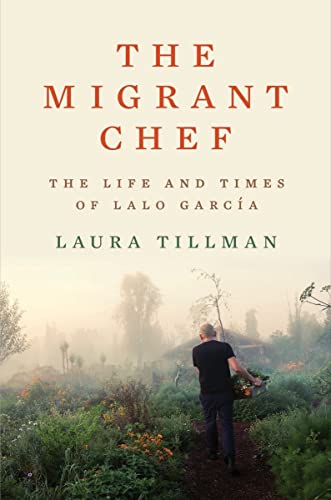 THE
MIGRANT
CHEF
THE LIFE AND TIMES
OF LALO GARCÍA
LAURA TILLMAN